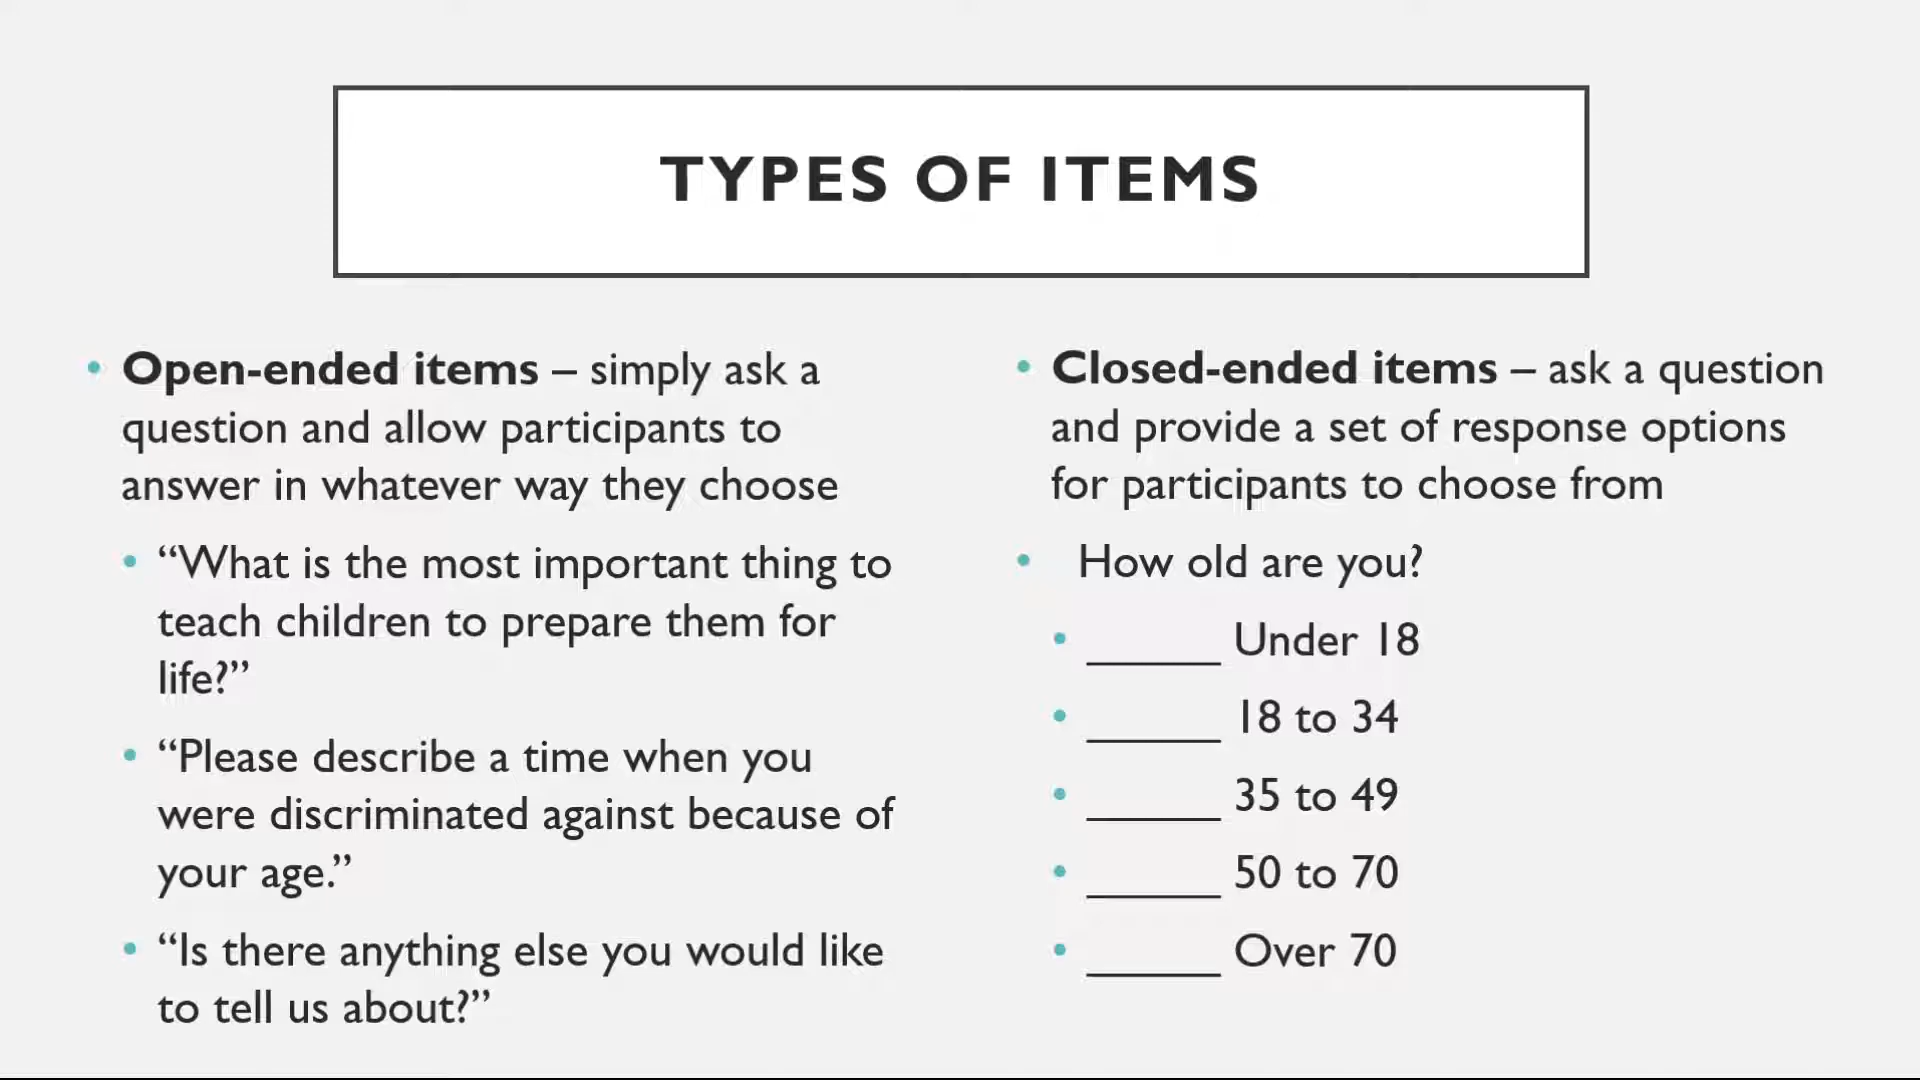 TYPES OF ITEMS
• Open-ended items – simply ask a
question and allow participants to
answer in whatever way they choose
• “What is the most important thing to
teach children to prepare them for
life?”
• “Please describe a time when you
were discriminated against because of
your age.”
• “Is there anything else you would like
to tell us about?”
• Closed-ended items – ask a question
and provide a set of response options
for participants to choose from
• How old are you?
• ______ Under 18
• ______ 18 to 34
• ______ 35 to 49
• ______ 50 to 70
• ______ Over 70